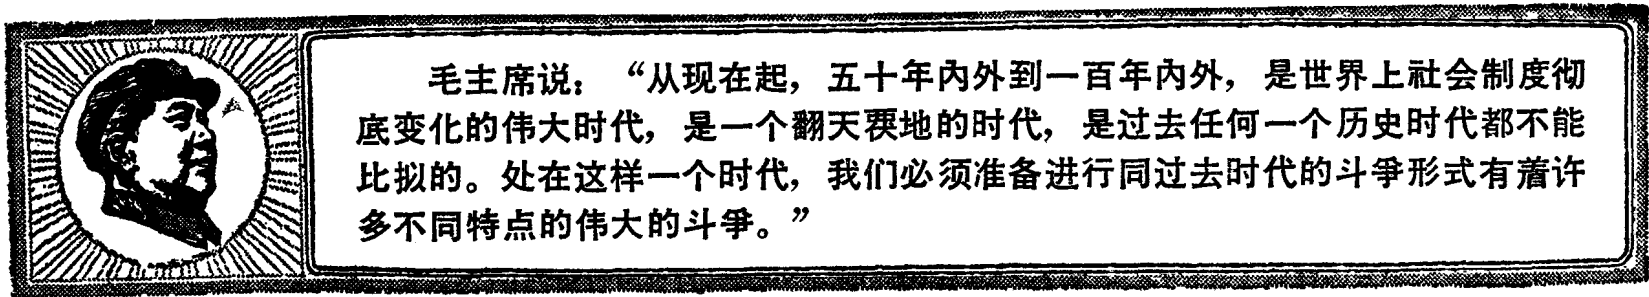 毛主席说：“从现在起，五十年内外到一百年内外，是世界上社会制度彻
底变化的伟大时代，是一个翻天覆地的时代，是过去任何一个历史时代都不能
比拟的。处在这样一个时代，我们必须准备进行同过去时代的斗争形式有着许
多不同特点的伟大的斗争。”